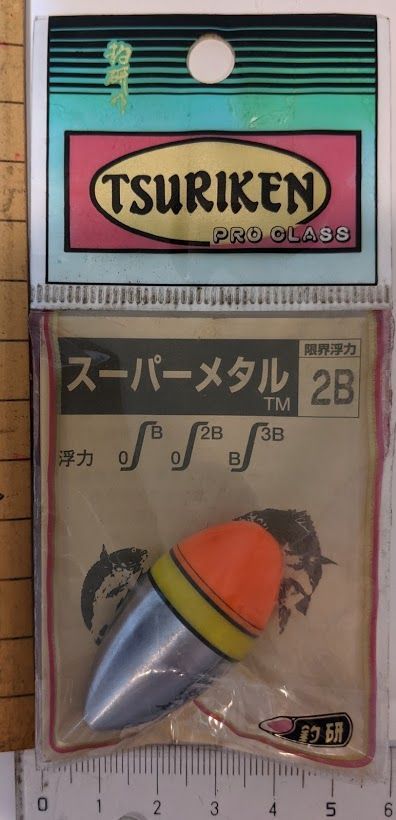 釣研
TSURIKEN
PRO CLASS
スーパーメタル
TM
限界浮力
2B
浮力 0∫B 0∫2B B∫3B
釣研
0 1 2 3 4 5 6